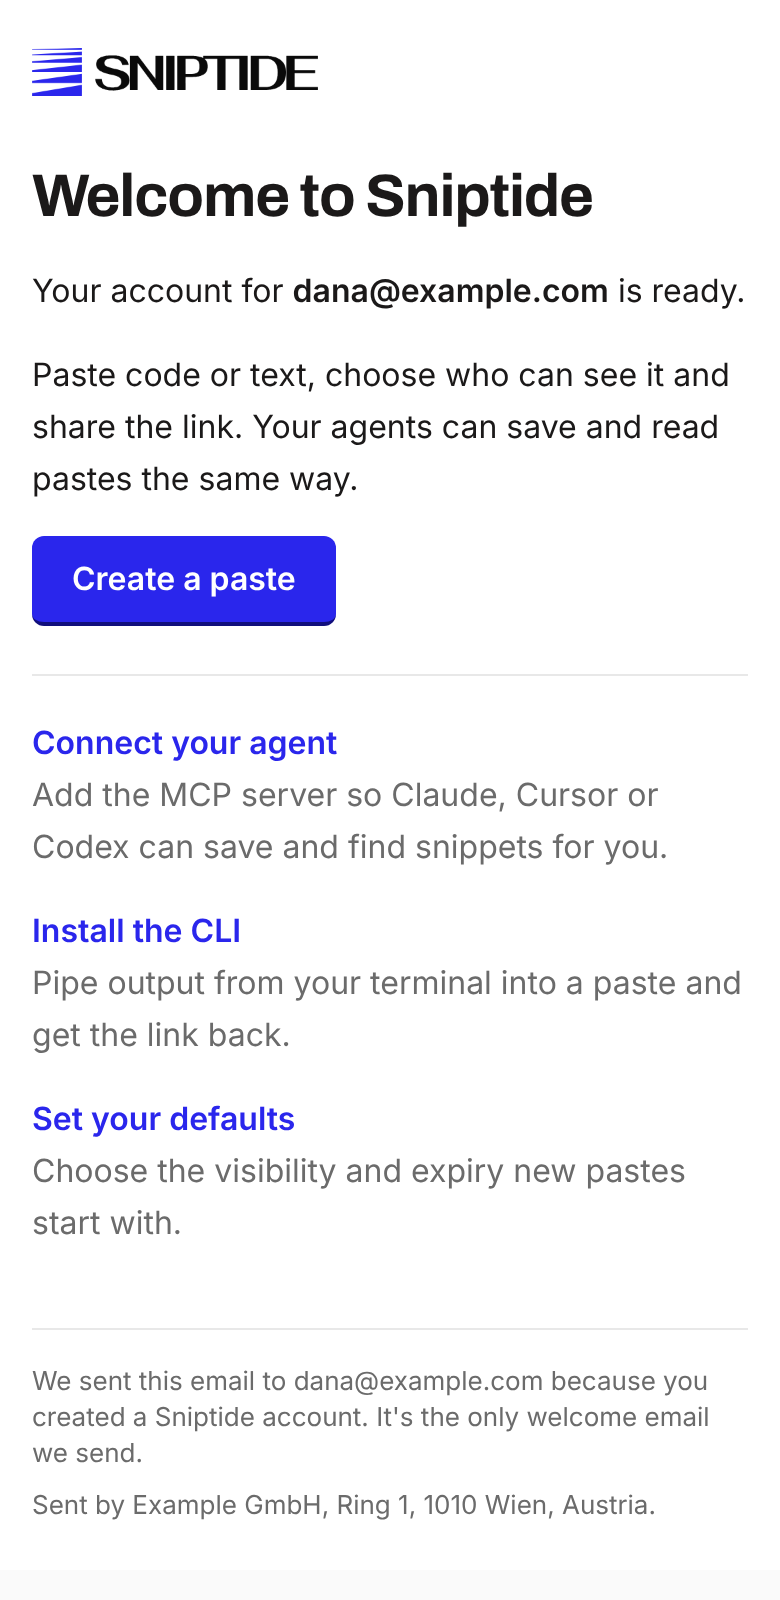 SNIPTIDE
Welcome to Sniptide
Your account for dana@example.com is ready.
Paste code or text, choose who can see it and
share the link. Your agents can save and read
pastes the same way.
Create a paste
Connect your agent
Add the MCP server so Claude, Cursor or
Codex can save and find snippets for you.
Install the CLI
Pipe output from your terminal into a paste and
get the link back.
Set your defaults
Choose the visibility and expiry new pastes
start with.
We sent this email to dana@example.com because you
created a Sniptide account. It's the only welcome email
we send.
Sent by Example GmbH, Ring 1, 1010 Wien, Austria.